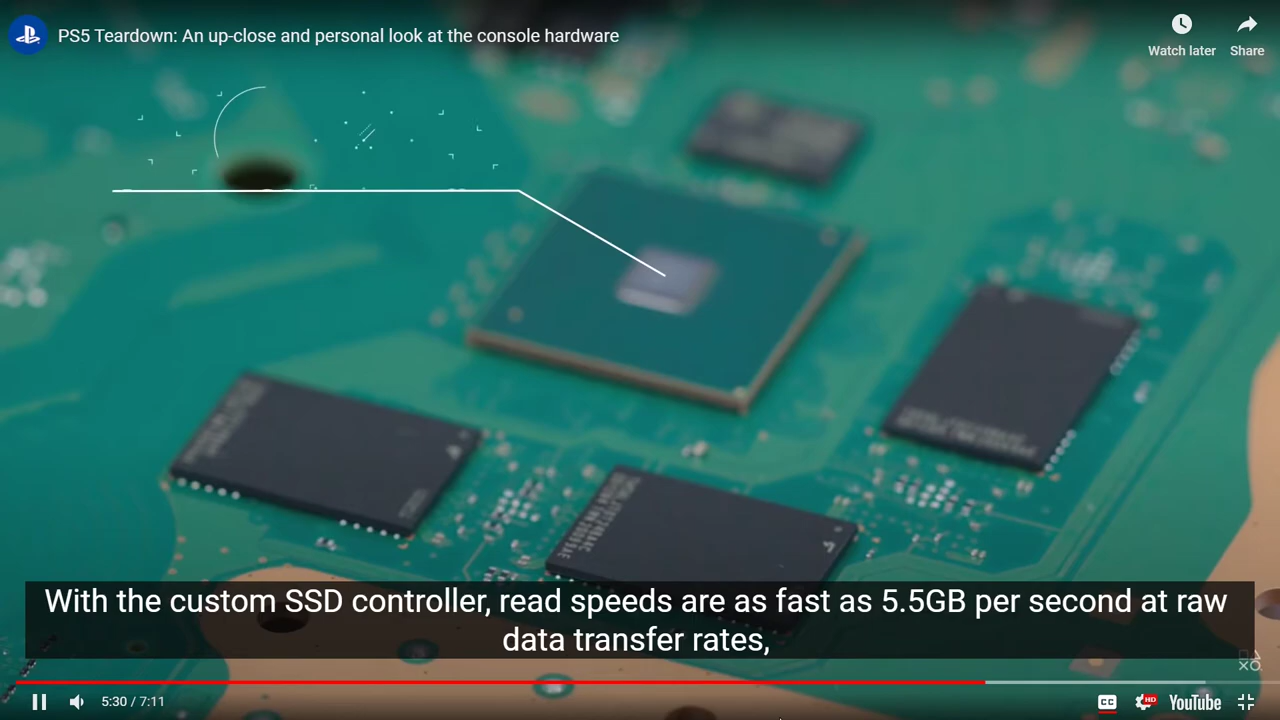 PS5 Teardown: An up-close and personal look at the console hardware
Watch later
Share
With the custom SSD controller, read speeds are as fast as 5.5GB per second at raw
data transfer rates,
5:30 / 7:11
CC
HD
YouTube